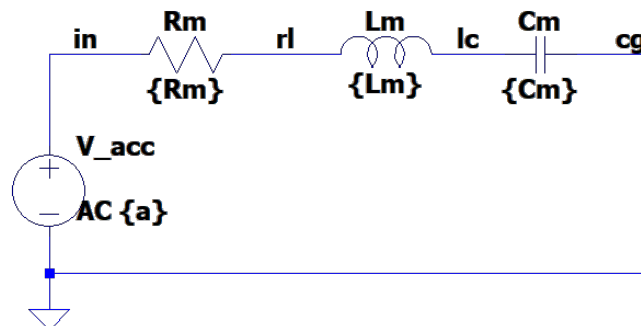 Rm
Lm
Cm
in
rl
lc
cg
{Rm}
{Lm}
{Cm}
V_acc
AC {a}